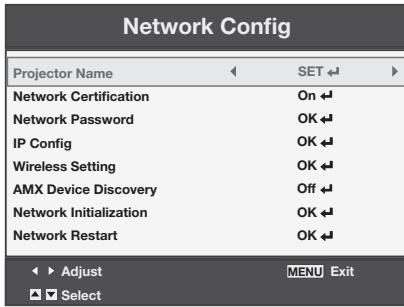 Network Config
Projector Name SET
Network Certification On
Network Password OK
IP Config OK
Wireless Setting OK
AMX Device Discovery Off
Network Initialization OK
Network Restart OK
Adjust MENU Exit
Select